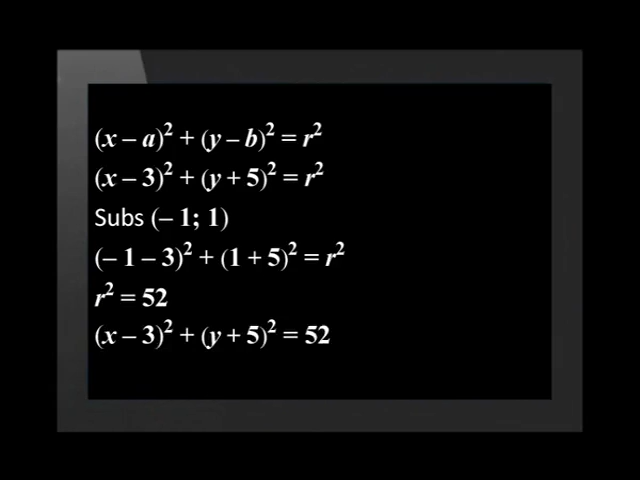 (x – a)² + (y – b)² = r²
(x – 3)² + (y + 5)² = r²
Subs (– 1; 1)
(– 1 – 3)² + (1 + 5)² = r²
r² = 52
(x – 3)² + (y + 5)² = 52